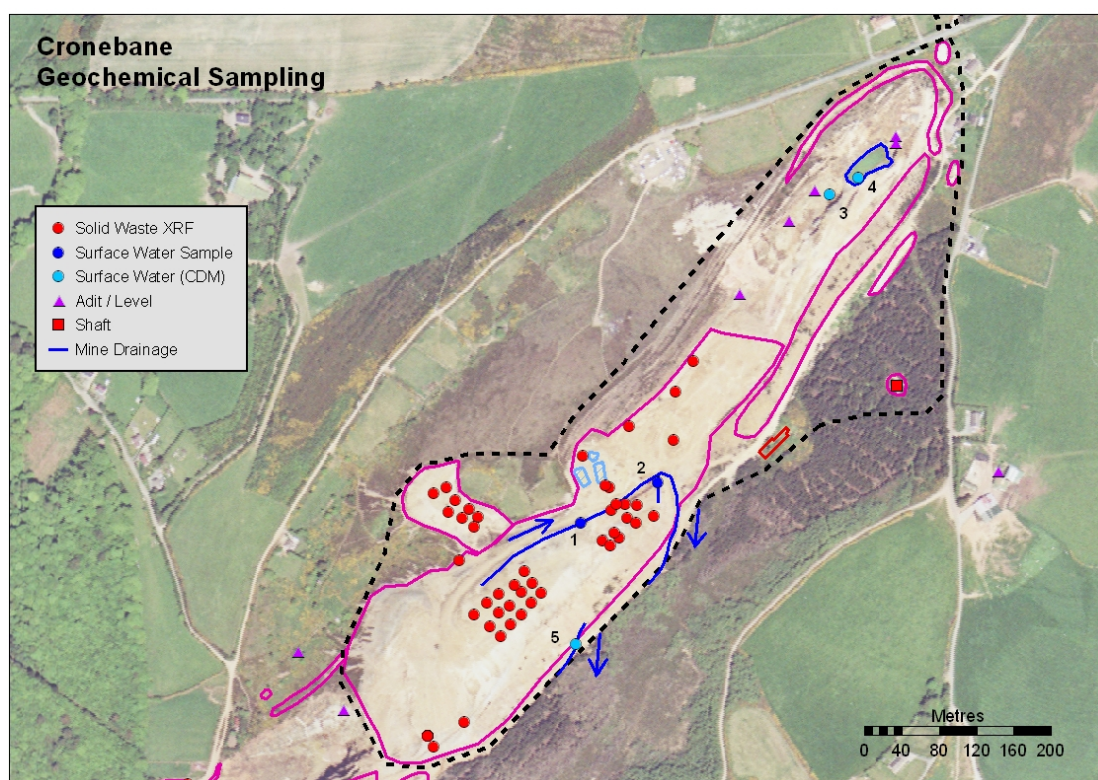 Cronebane
Geochemical Sampling
Solid Waste XRF
Surface Water Sample
Surface Water (CDM)
Adit / Level
Shaft
Mine Drainage
4
3
2
1
5
Metres
0 40 80 120 160 200